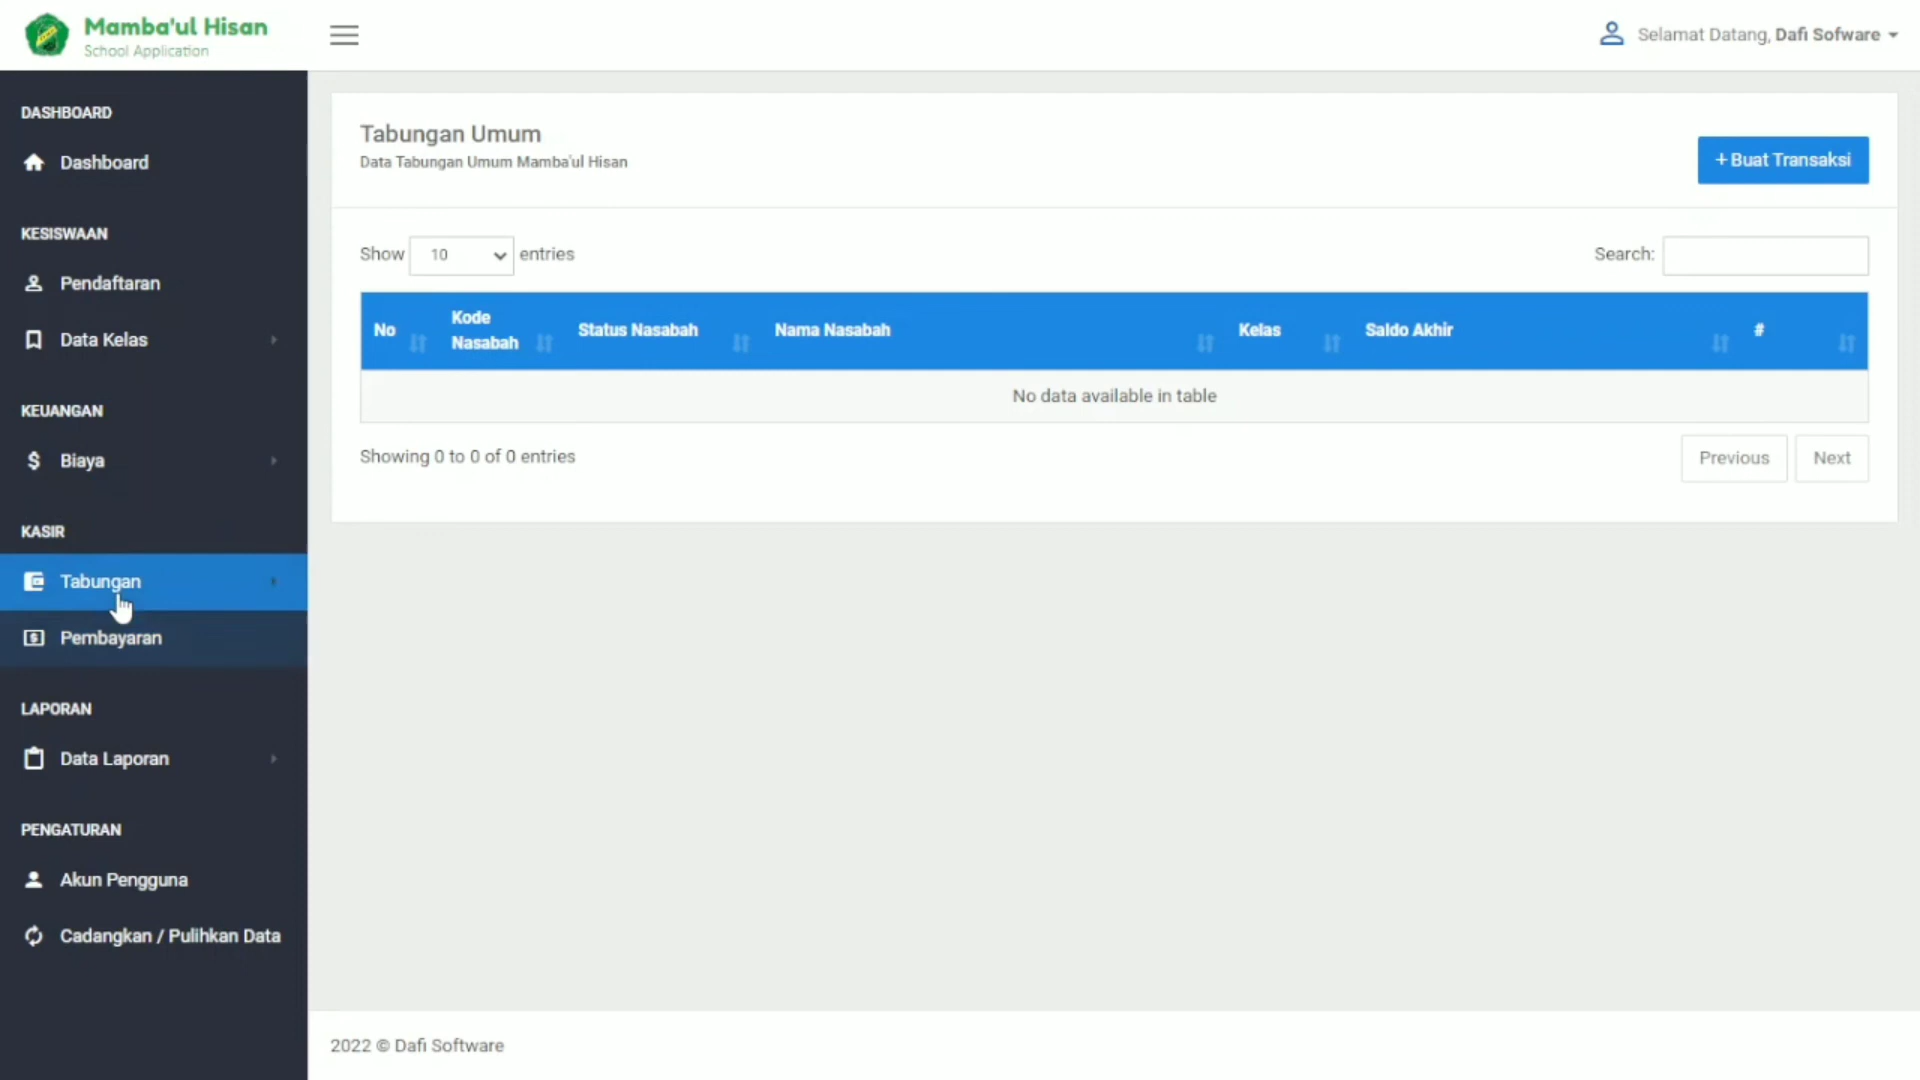 Mamba'ul Hisan
School Application
Selamat Datang, Dafi Sofware
DASHBOARD
Dashboard
KESISWAAN
Pendaftaran
Data Kelas
KEUANGAN
Biaya
KASIR
Tabungan
Pembayaran
LAPORAN
Data Laporan
PENGATURAN
Akun Pengguna
Cadangkan / Pulihkan Data
Tabungan Umum
Data Tabungan Umum Mamba'ul Hisan
+ Buat Transaksi
Show 10 entries
Search:
No Kode Nasabah Status Nasabah Nama Nasabah Kelas Saldo Akhir #
No data available in table
Showing 0 to 0 of 0 entries
Previous Next
2022 © Dafi Software